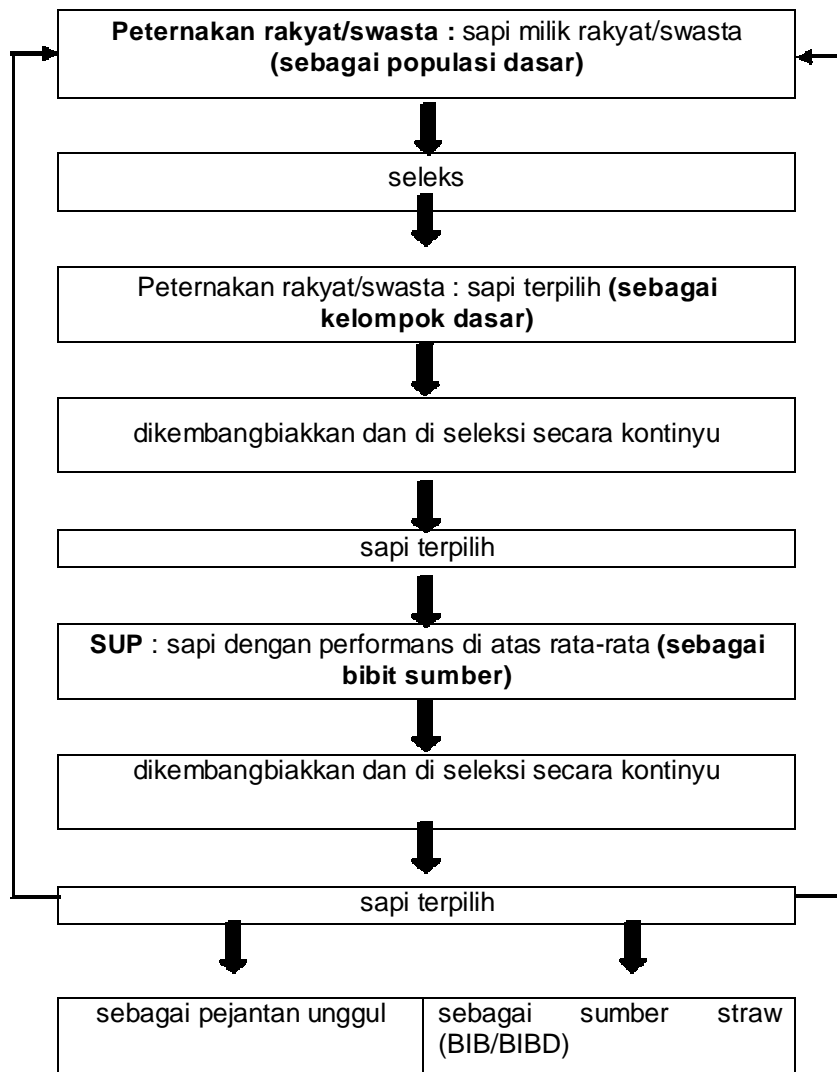 Peternakan rakyat/swasta : sapi milik rakyat/swasta
(sebagai populasi dasar)
seleks
Peternakan rakyat/swasta : sapi terpilih (sebagai
kelompok dasar)
dikembangbiakkan dan di seleksi secara kontinyu
sapi terpilih
SUP : sapi dengan performans di atas rata-rata (sebagai
bibit sumber)
dikembangbiakkan dan di seleksi secara kontinyu
sapi terpilih
sebagai pejantan unggul
sebagai sumber straw
(BIB/BIBD)